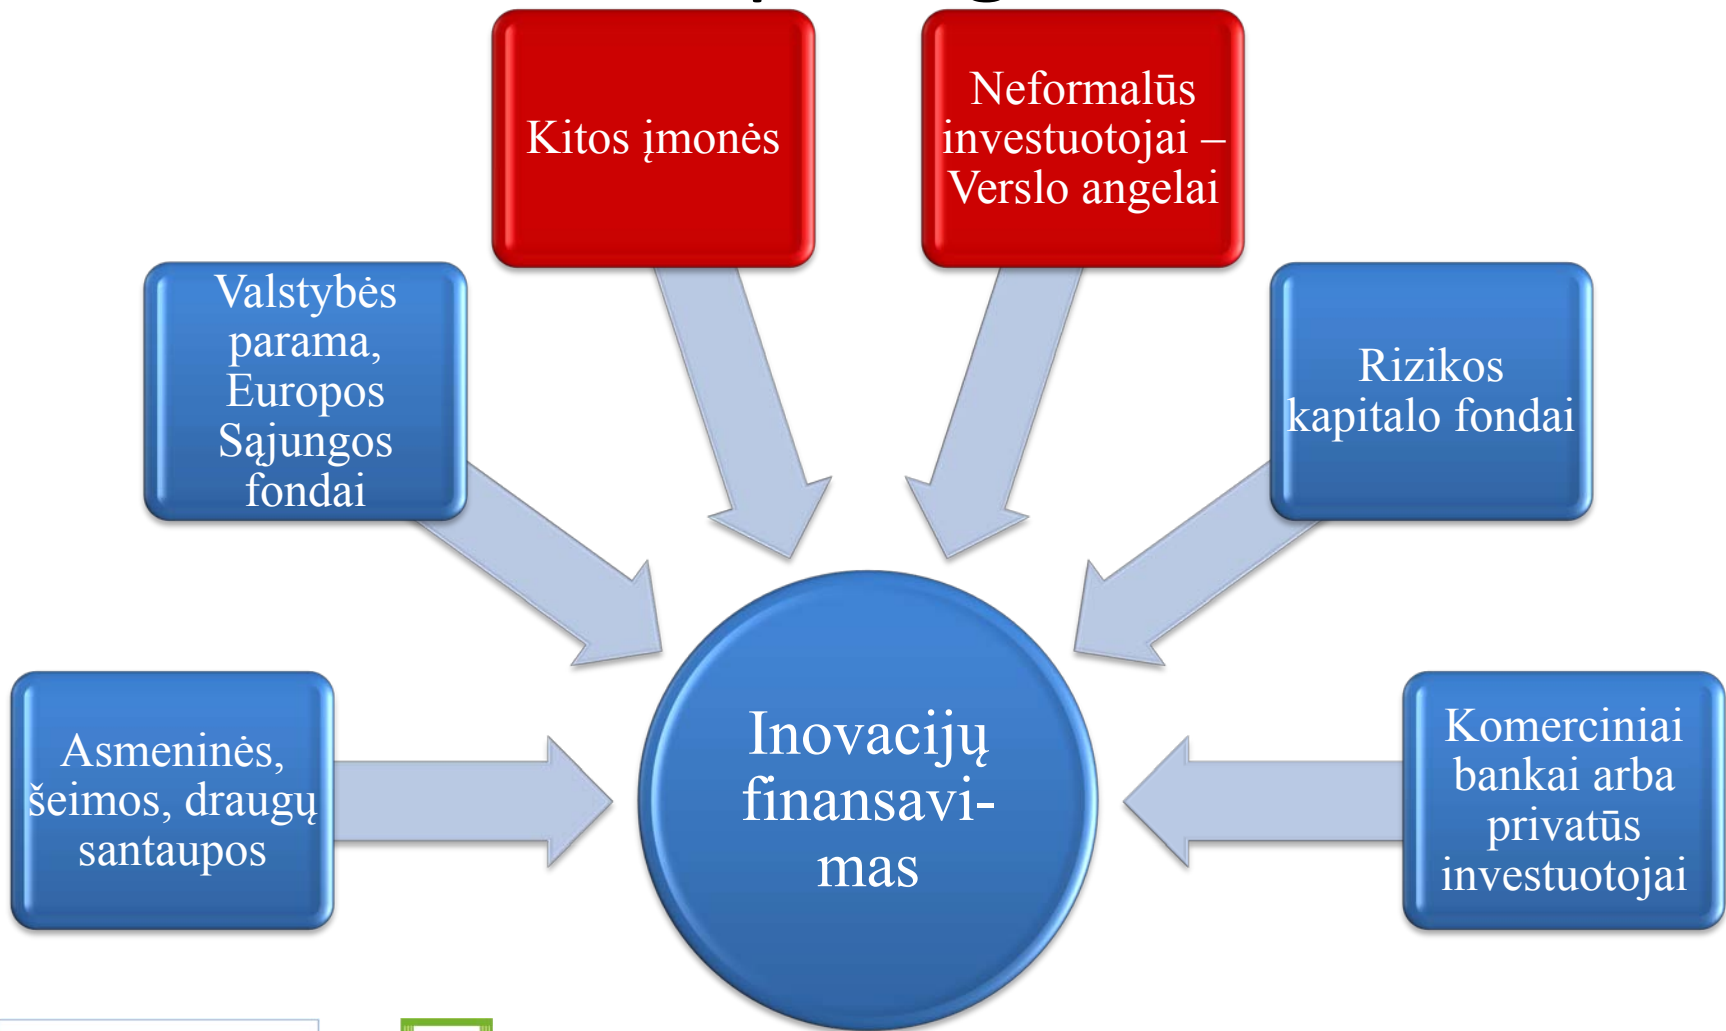 Kitos įmonės
Neformalūs
investuotojai –
Verslo angelai
Valstybės
parama,
Europos
Sąjungos
fondai
Rizikos
kapitalo fondai
Asmeninės,
šeimos, draugų
santaupos
Inovacijų
finansavi-
mas
Komerciniai
bankai arba
privatūs
investuotojai